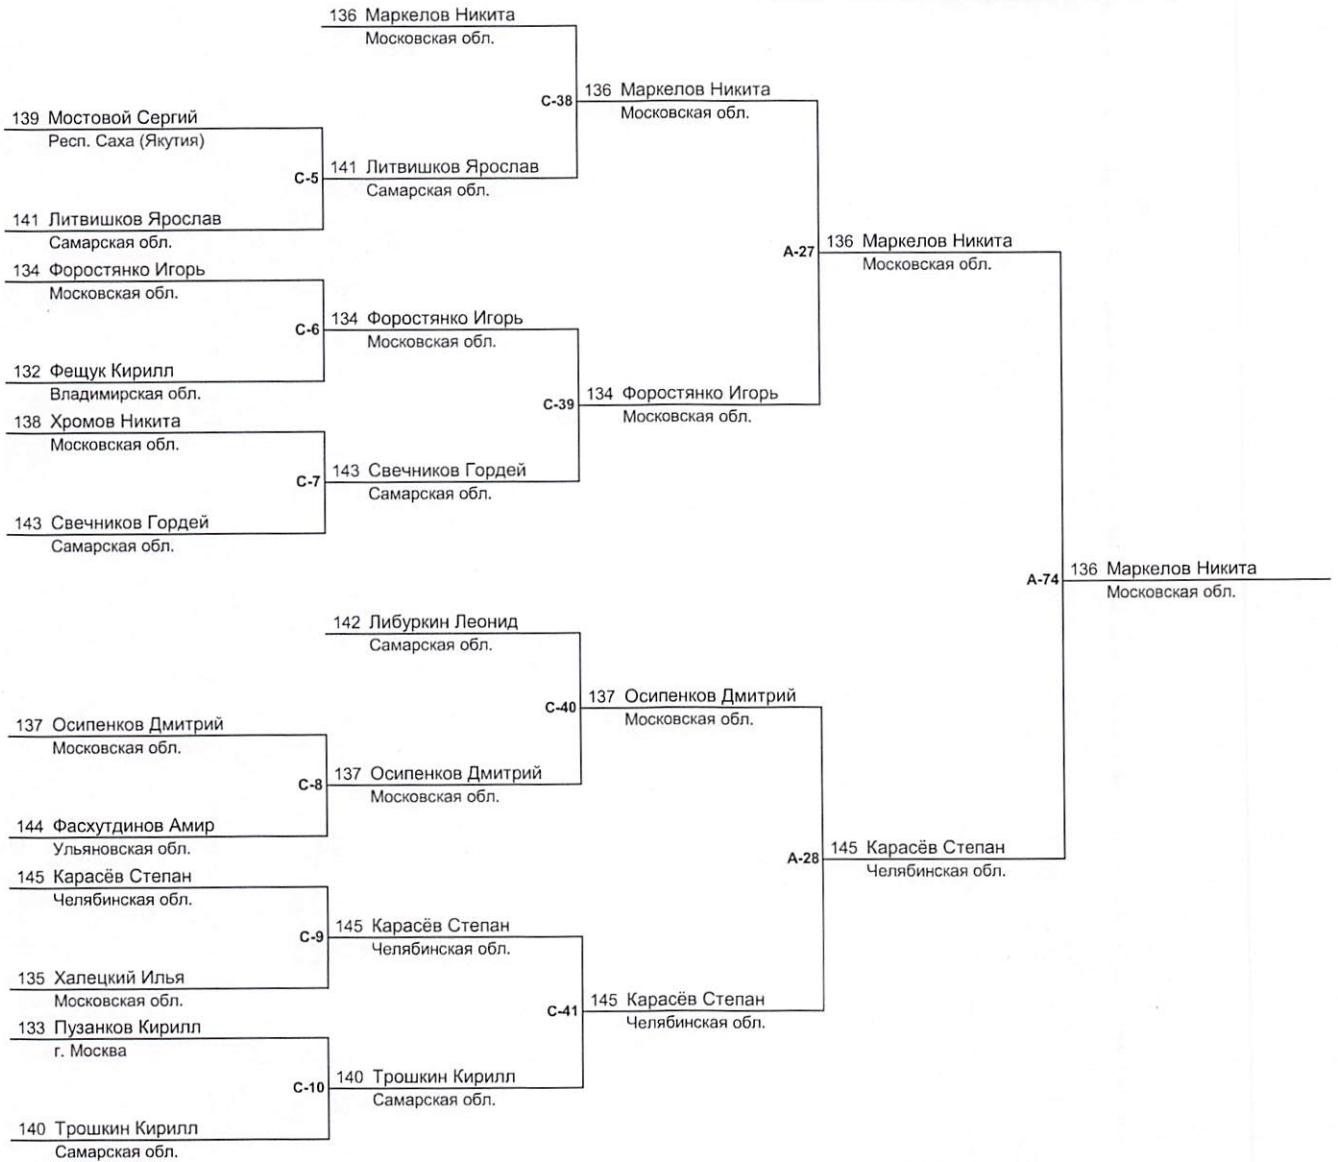 136 Маркелов Никита
Московская обл.
С-38
136 Маркелов Никита
Московская обл.
139 Мостовой Сергий
Респ. Саха (Якутия)
С-5
141 Литвишков Ярослав
Самарская обл.
141 Литвишков Ярослав
Самарская обл.
А-27
136 Маркелов Никита
Московская обл.
134 Форостянко Игорь
Московская обл.
С-6
134 Форостянко Игорь
Московская обл.
132 Фещук Кирилл
Владимирская обл.
С-39
134 Форостянко Игорь
Московская обл.
138 Хромов Никита
Московская обл.
С-7
143 Свечников Гордей
Самарская обл.
143 Свечников Гордей
Самарская обл.
А-74
136 Маркелов Никита
Московская обл.
142 Либуркин Леонид
Самарская обл.
С-40
137 Осипенков Дмитрий
Московская обл.
137 Осипенков Дмитрий
Московская обл.
С-8
137 Осипенков Дмитрий
Московская обл.
144 Фасхутдинов Амир
Ульяновская обл.
А-28
145 Карасёв Степан
Челябинская обл.
145 Карасёв Степан
Челябинская обл.
С-9
145 Карасёв Степан
Челябинская обл.
135 Халецкий Илья
Московская обл.
С-41
145 Карасёв Степан
Челябинская обл.
133 Пузанков Кирилл
г. Москва
С-10
140 Трошкин Кирилл
Самарская обл.
140 Трошкин Кирилл
Самарская обл.